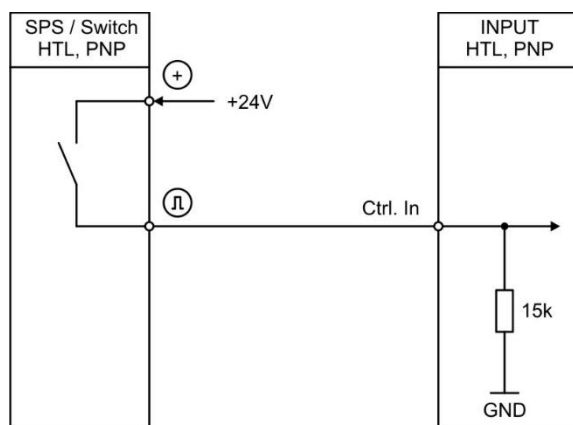 SPS / Switch
HTL, PNP
INPUT
HTL, PNP
+
+24V
Ctrl. In
15k
GND